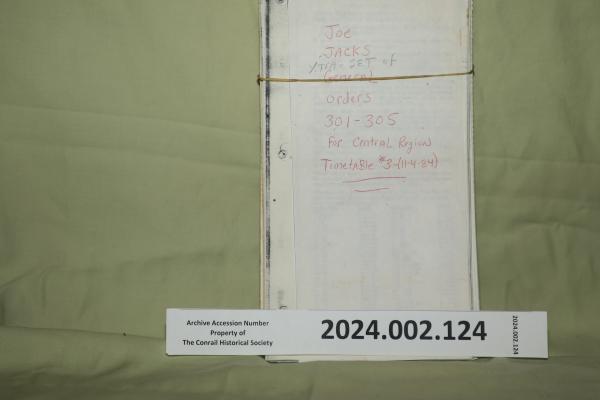 Joe
JACKS
XTRA SET of
General
orders
301-305
for Central Region
Timetable #3-(11-4-84)
Archive Accession Number
Property of
The Conrail Historical Society
2024.002.124
2024.002.124